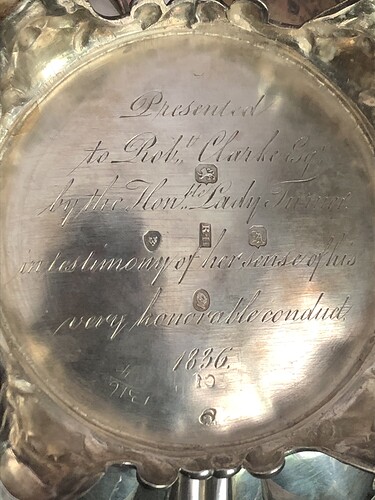 Presented
to Robt. Clarke Esq
by the Honble Lady
in testimony of her sense of his
very honorable conduct
1836.